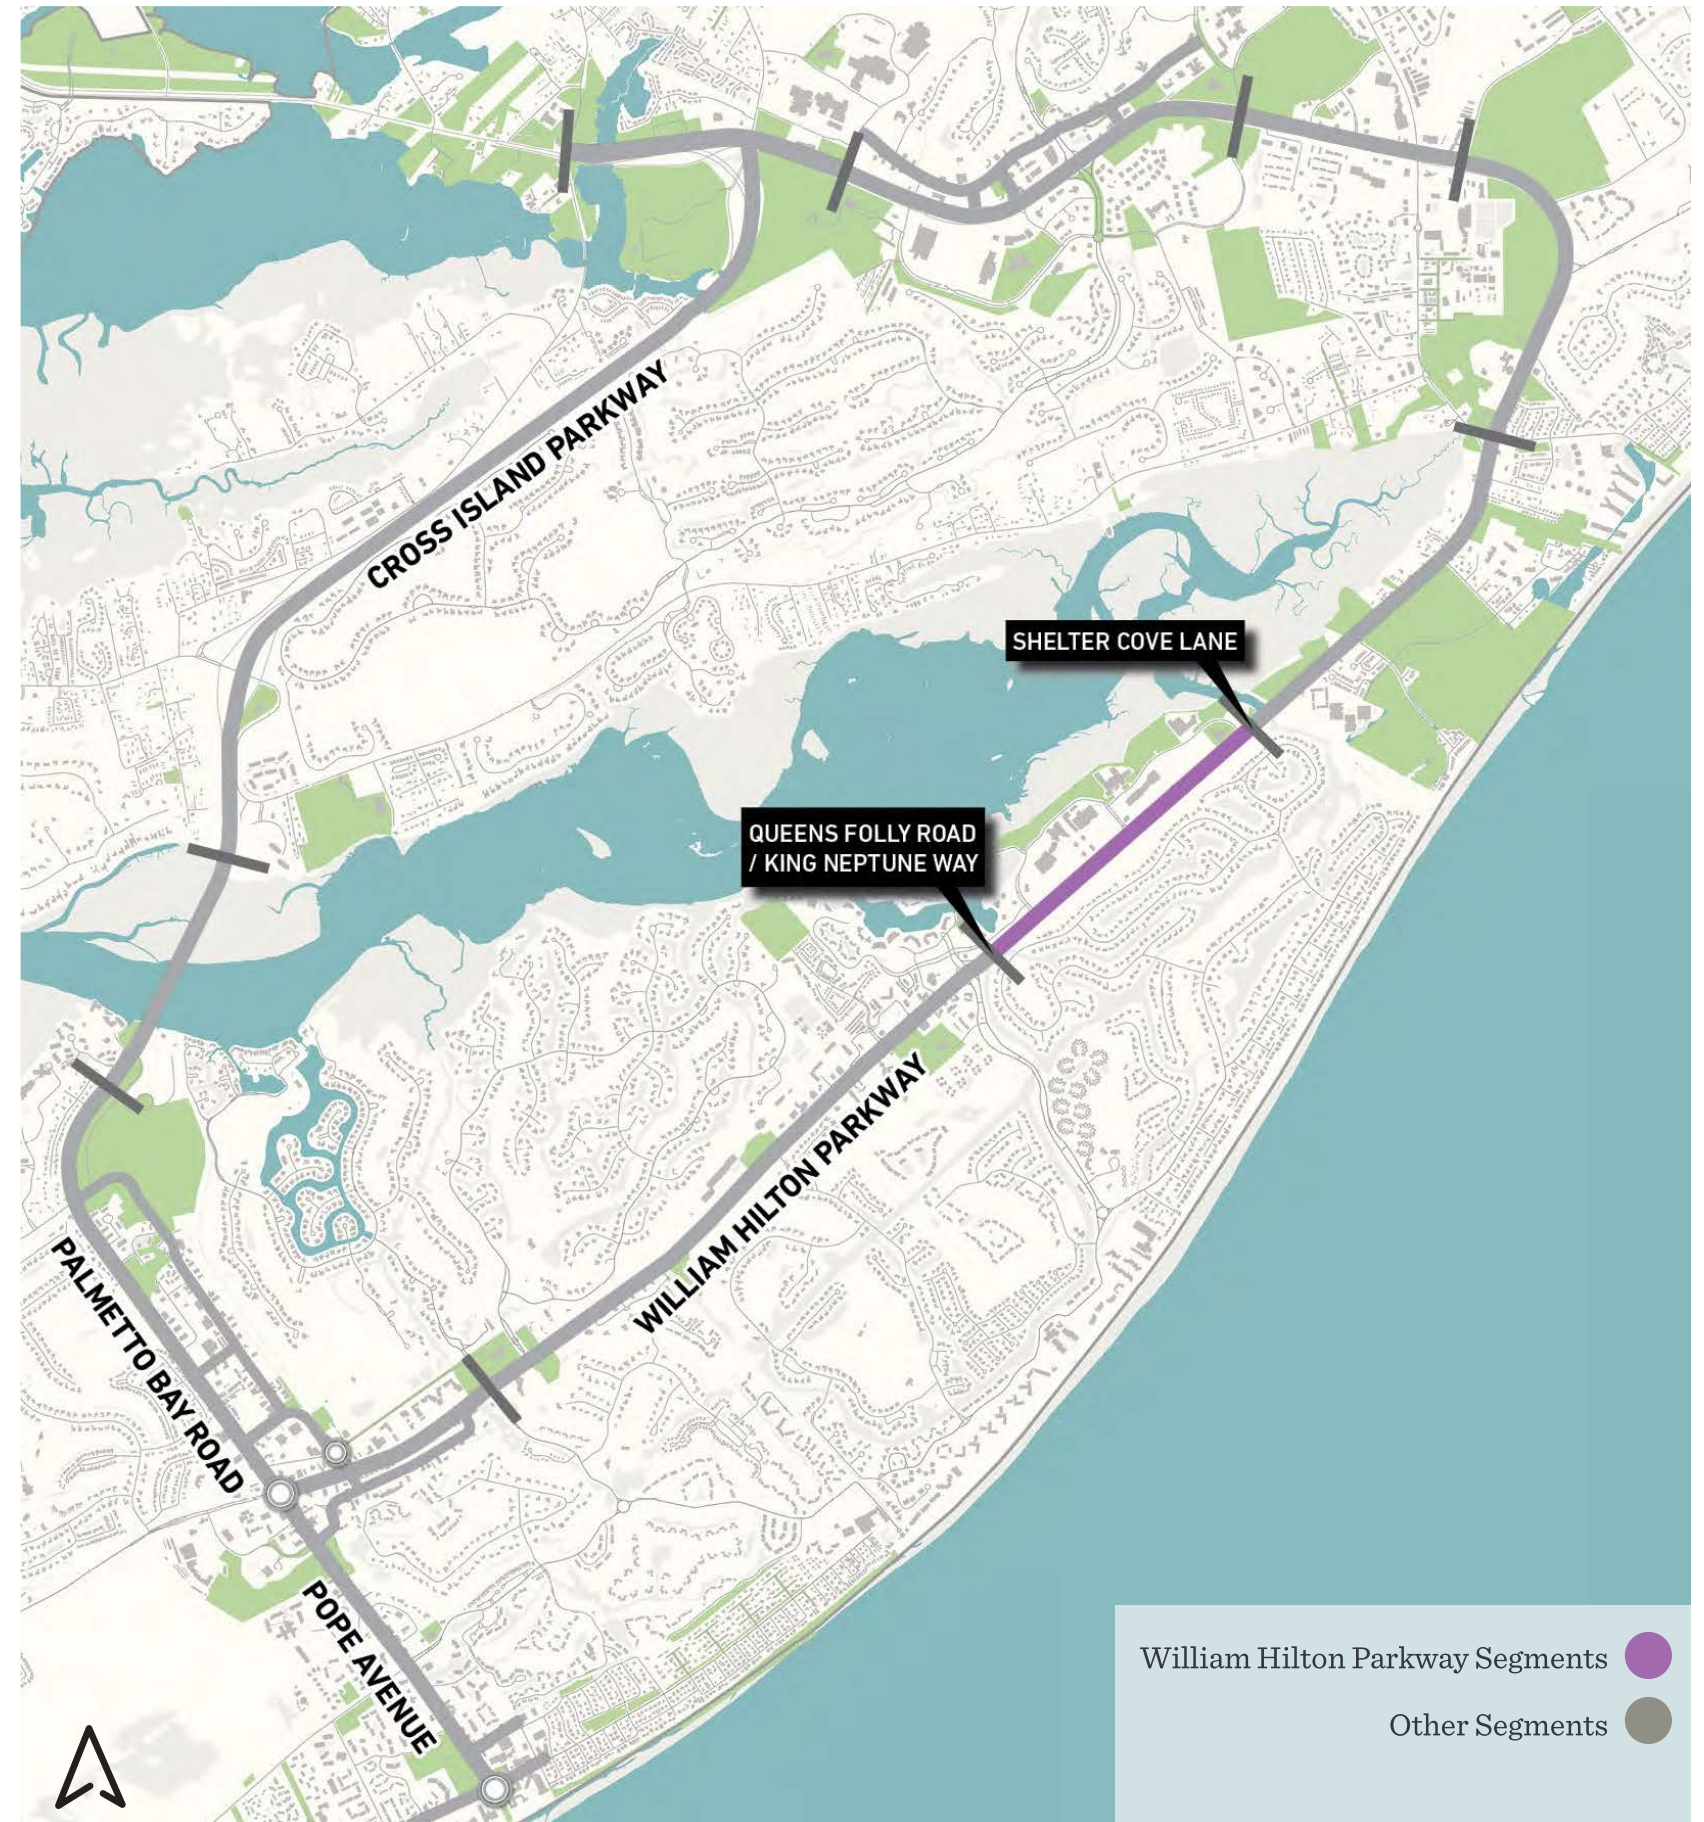 CROSS ISLAND PARKWAY
SHELTER COVE LANE
QUEENS FOLLY ROAD
/ KING NEPTUNE WAY
WILLIAM HILTON PARKWAY
PALMETTO BAY ROAD
POPE AVENUE
William Hilton Parkway Segments
Other Segments